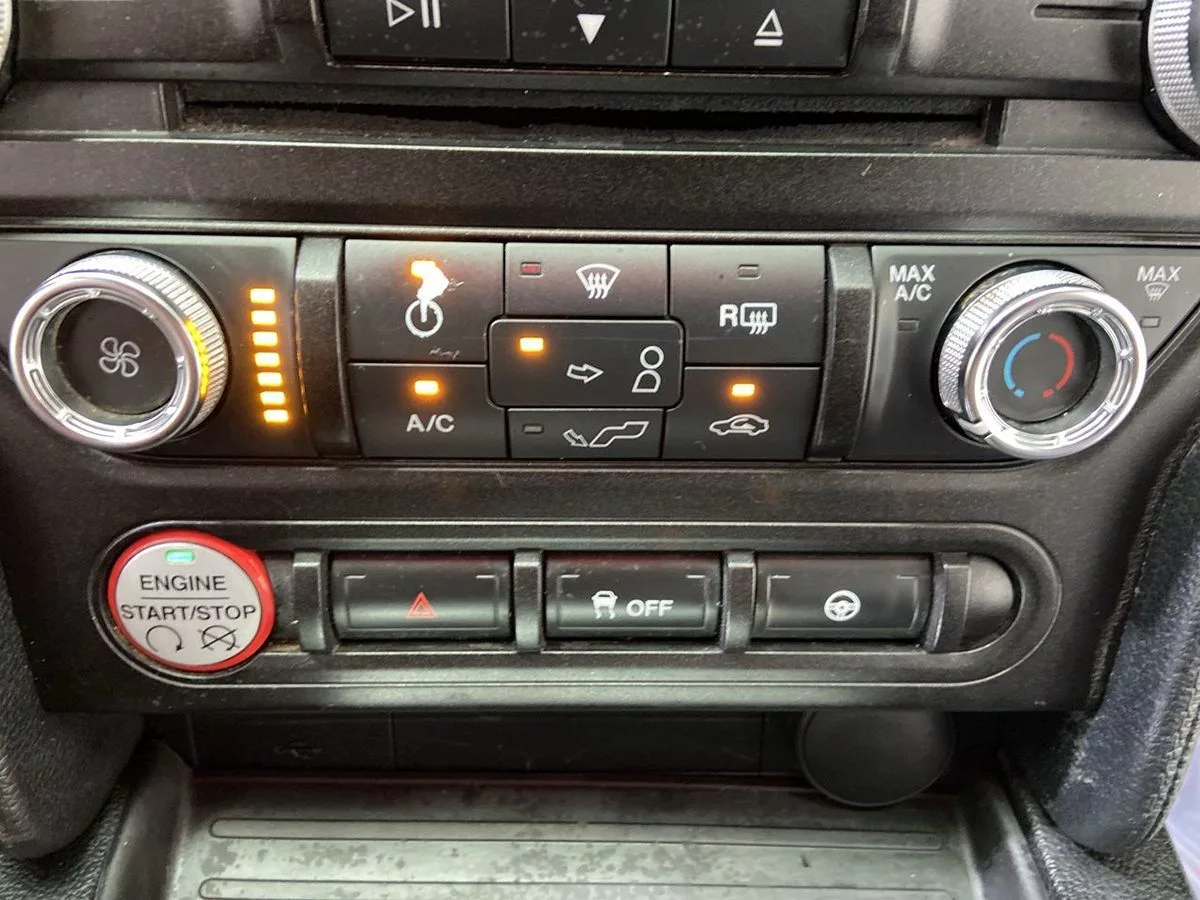 MAX
A/C
MAX
R
A/C
ENGINE
START/STOP
OFF